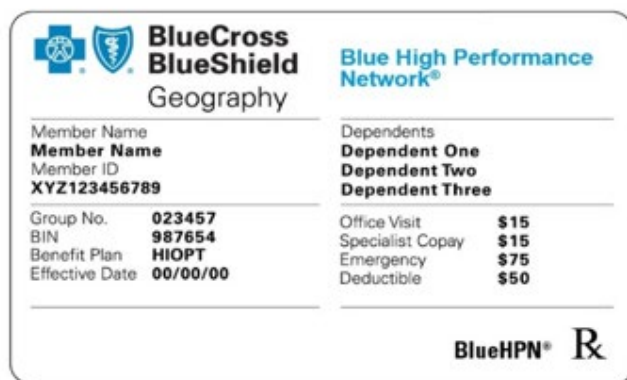 BlueCross
BlueShield
Geography
Blue High Performance
Network®
Member Name
Member Name
Member ID
XYZ123456789
Dependents
Dependent One
Dependent Two
Dependent Three
Group No. 023457
BIN 987654
Benefit Plan HIOPT
Effective Date 00/00/00
Office Visit $15
Specialist Copay $15
Emergency $75
Deductible $50
BlueHPN® Rx